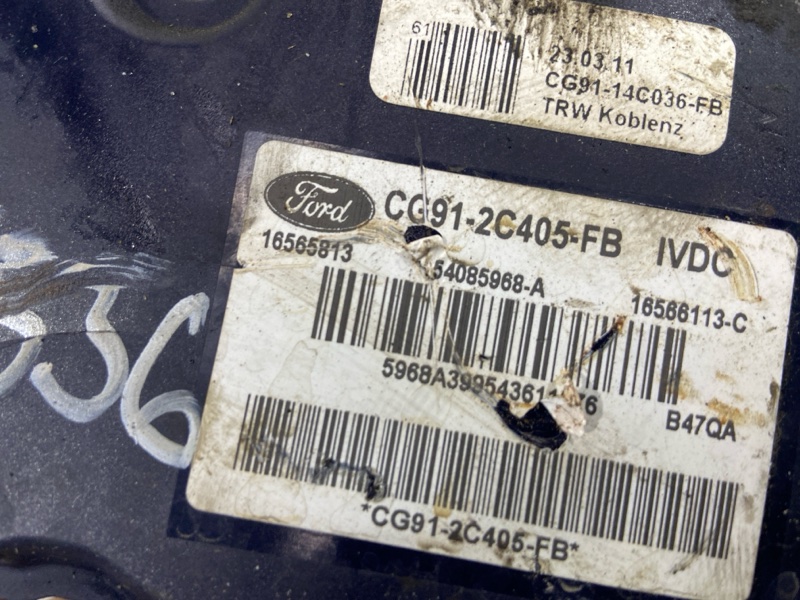 61
23.03.11
CG91-14C036-FB
TRW Koblenz
Ford CG91-2C405-FB IVDC
16565813
54085968-A
16566113-C
B47QA
*CG91-2C405-FB*
36